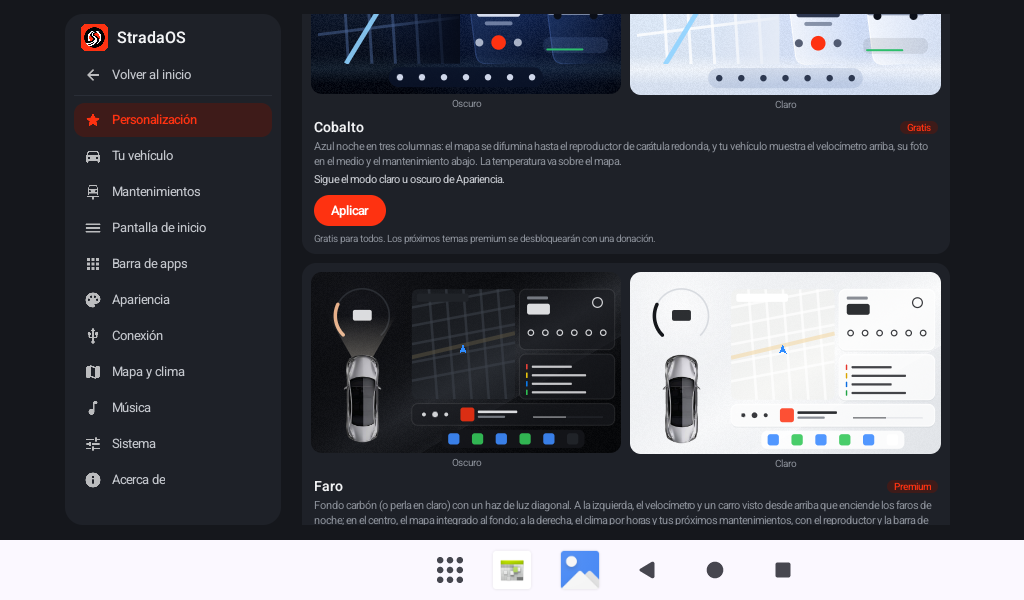 StradaOS
Volver al inicio
Personalización
Tu vehículo
Mantenimientos
Pantalla de inicio
Barra de apps
Apariencia
Conexión
Mapa y clima
Música
Sistema
Acerca de
Oscuro
Claro
Cobalto
Gratis
Azul noche en tres columnas: el mapa se difumina hasta el reproductor de carátula redonda, y tu vehículo muestra el velocímetro arriba, su foto
en el medio y el mantenimiento abajo. La temperatura va sobre el mapa.
Sigue el modo claro u oscuro de Apariencia.
Aplicar
Gratis para todos. Los próximos temas premium se desbloquearán con una donación.
Oscuro
Claro
Faro
Premium
Fondo carbón (o perla en claro) con un haz de luz diagonal. A la izquierda, el velocímetro y un carro visto desde arriba que enciende los faros de
noche; en el centro, el mapa integrado al fondo; a la derecha, el clima por horas y tus próximos mantenimientos, con el reproductor y la barra de